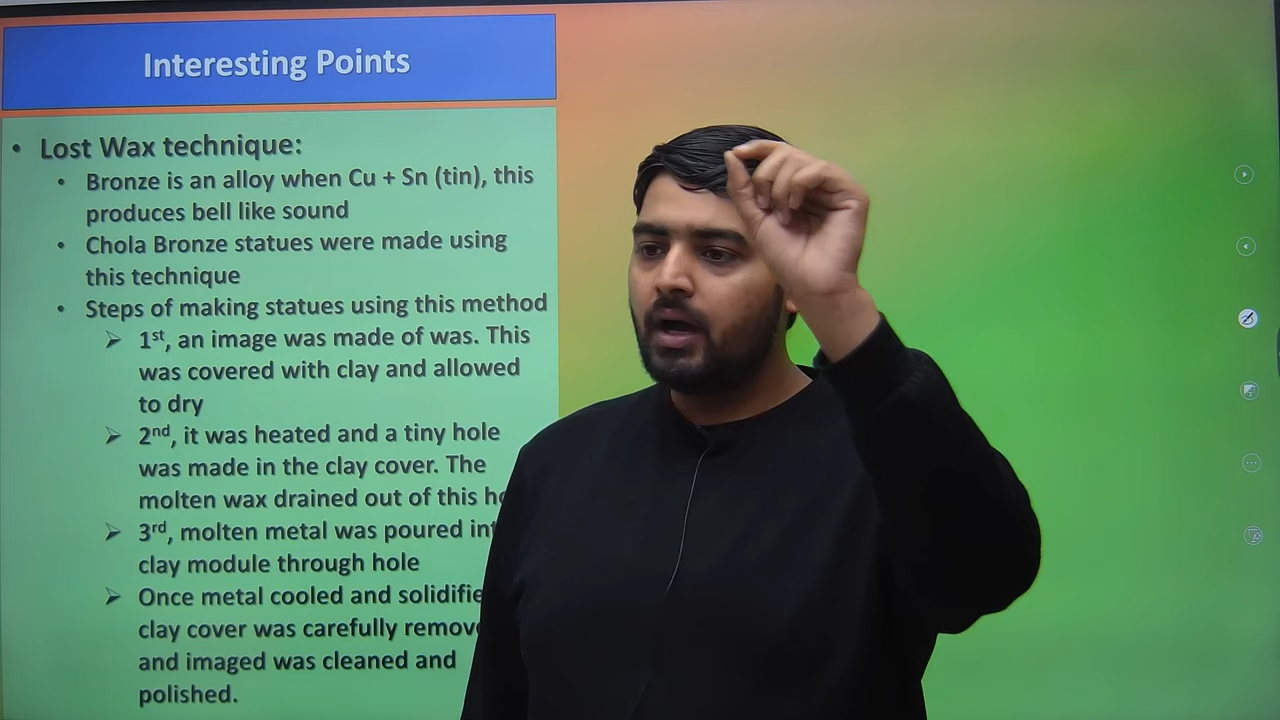 Interesting Points
• Lost Wax technique:
• Bronze is an alloy when Cu + Sn (tin), this
produces bell like sound
• Chola Bronze statues were made using
this technique
• Steps of making statues using this method
➢ 1st, an image was made of was. This
was covered with clay and allowed
to dry
➢ 2nd, it was heated and a tiny hole
was made in the clay cover. The
molten wax drained out of this
➢ 3rd, molten metal was poured
clay module through hole
➢ Once metal cooled and
clay cover was carefully
and imaged was cleaned and
polished.